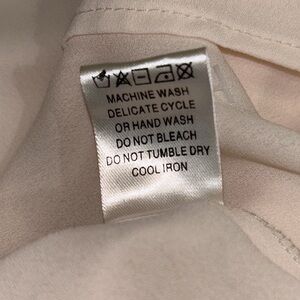 MACHINE WASH
DELICATE CYCLE
OR HAND WASH
DO NOT BLEACH
DO NOT TUMBLE DRY
COOL IRON